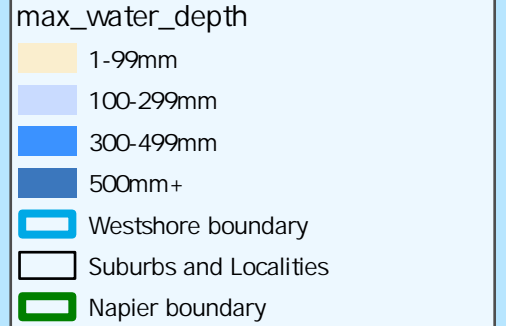 max_water_depth
1-99mm
100-299mm
300-499mm
500mm+
Westshore boundary
Suburbs and Localities
Napier boundary